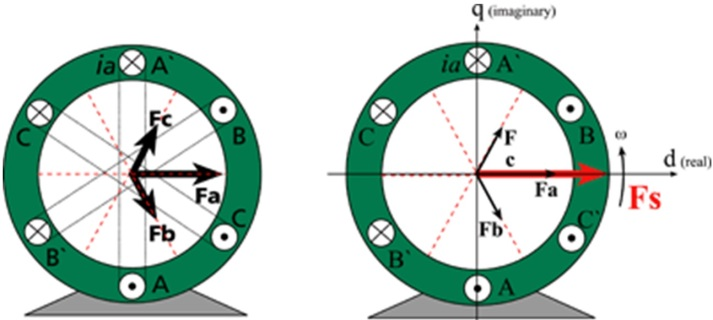 ia A`
C
B
Fc
Fa
Fb
B`
C
A
q (imaginary)
ia A`
C
B
F
c
Fa
Fb
ω
d (real)
Fs
B`
C`
A